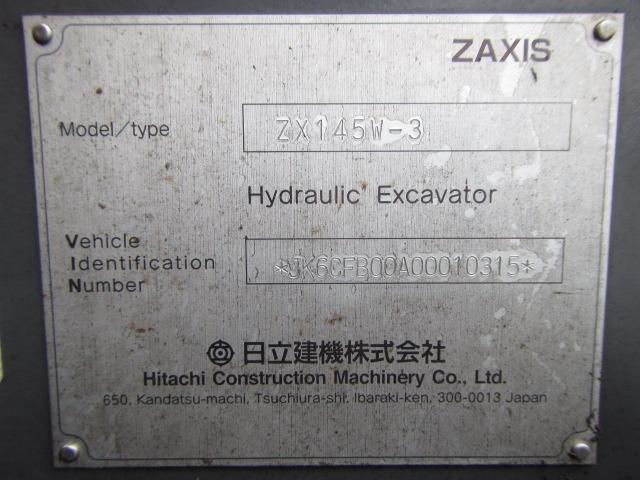 ZAXIS
Model/type ZX145W-3
Hydraulic Excavator
Vehicle
Identification *JK6CFB00A00010315*
Number
日立建機株式会社
Hitachi Construction Machinery Co., Ltd.
650, Kandatsu-machi, Tsuchiura-shi, Ibaraki-ken, 300-0013 Japan